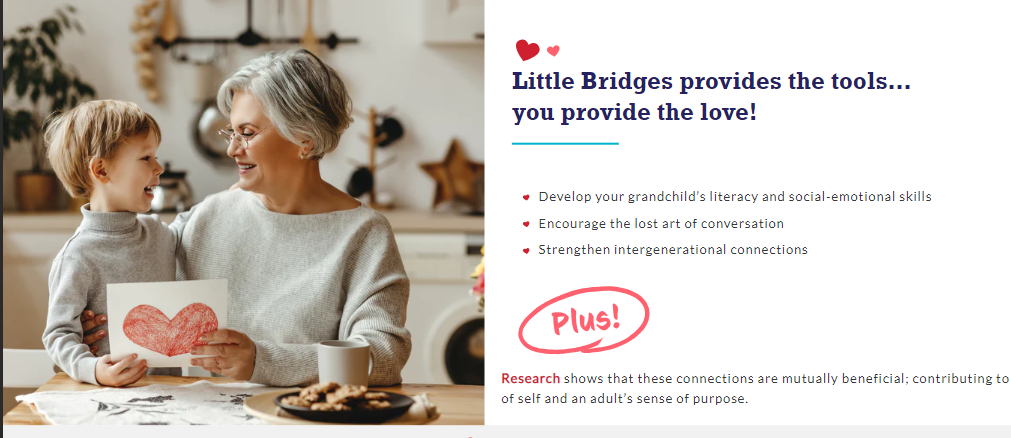 Little Bridges provides the tools...
you provide the love!
Develop your grandchild's literacy and social-emotional skills
Encourage the lost art of conversation
Strengthen intergenerational connections
Plus!
Research shows that these connections are mutually beneficial; contributing to
of self and an adult's sense of purpose.